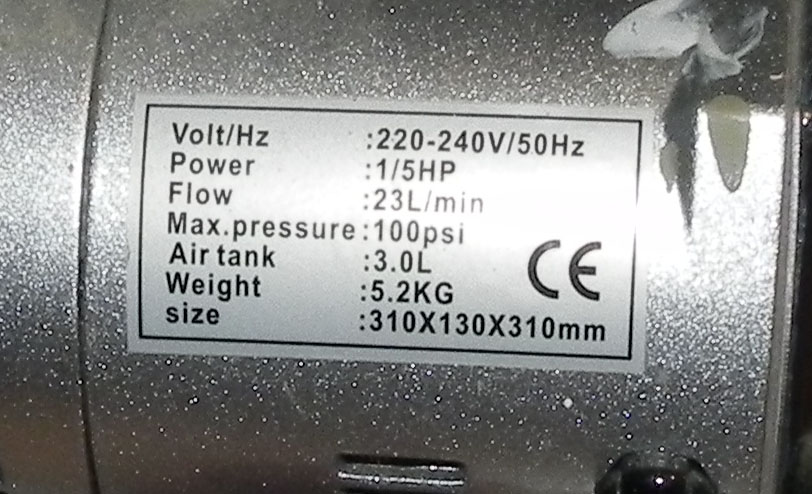 Volt/Hz :220-240V/50Hz
Power :1/5HP
Flow :23L/min
Max.pressure:100psi
Air tank :3.0L
Weight :5.2KG
size :310X130X310mm
CE